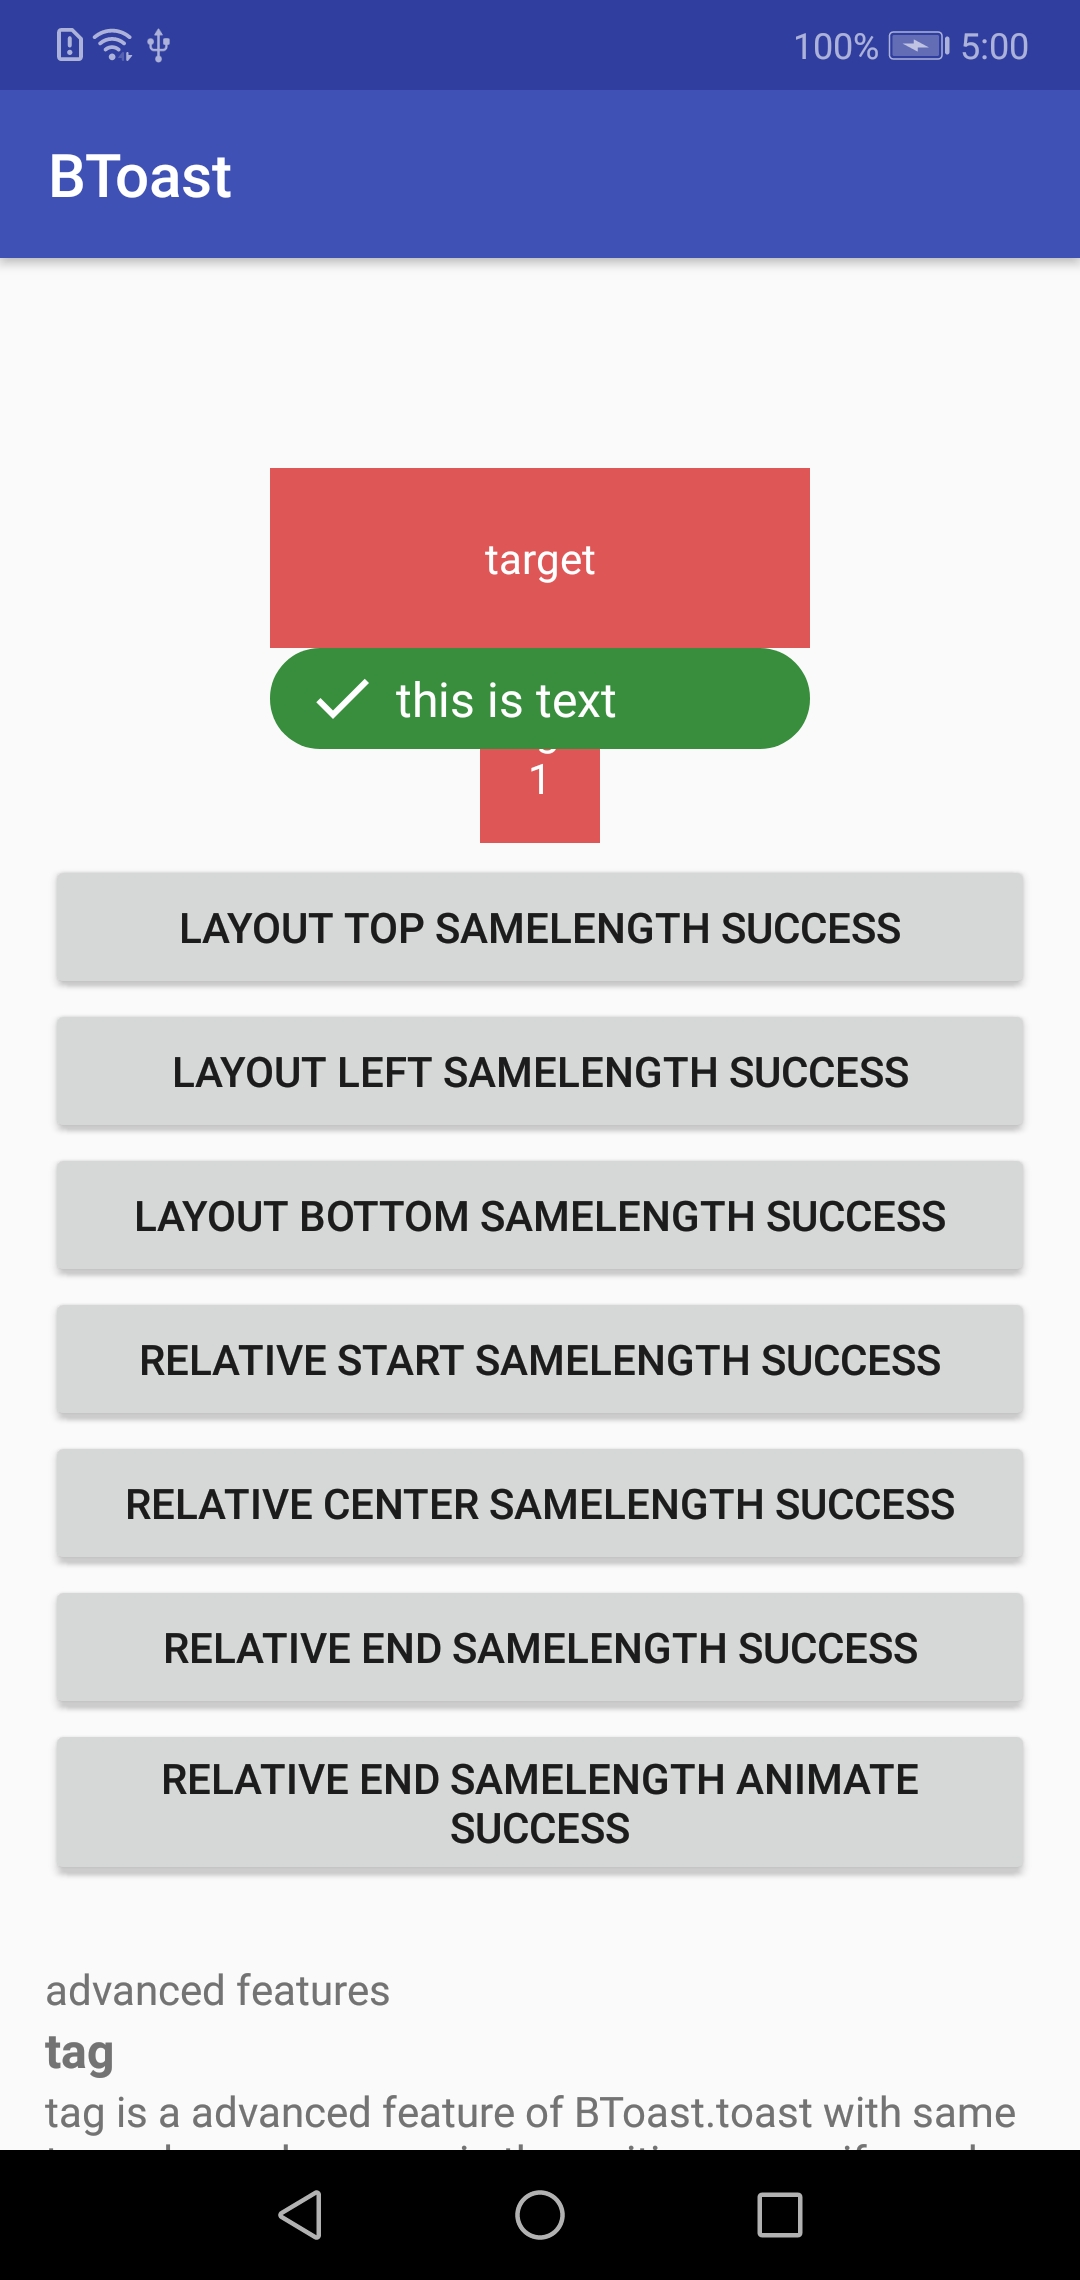 100% 5:00
BToast
target
this is text
1
LAYOUT TOP SAMELENGTH SUCCESS
LAYOUT LEFT SAMELENGTH SUCCESS
LAYOUT BOTTOM SAMELENGTH SUCCESS
RELATIVE START SAMELENGTH SUCCESS
RELATIVE CENTER SAMELENGTH SUCCESS
RELATIVE END SAMELENGTH SUCCESS
RELATIVE END SAMELENGTH ANIMATE
SUCCESS
advanced features
tag
tag is a advanced feature of BToast.toast with same